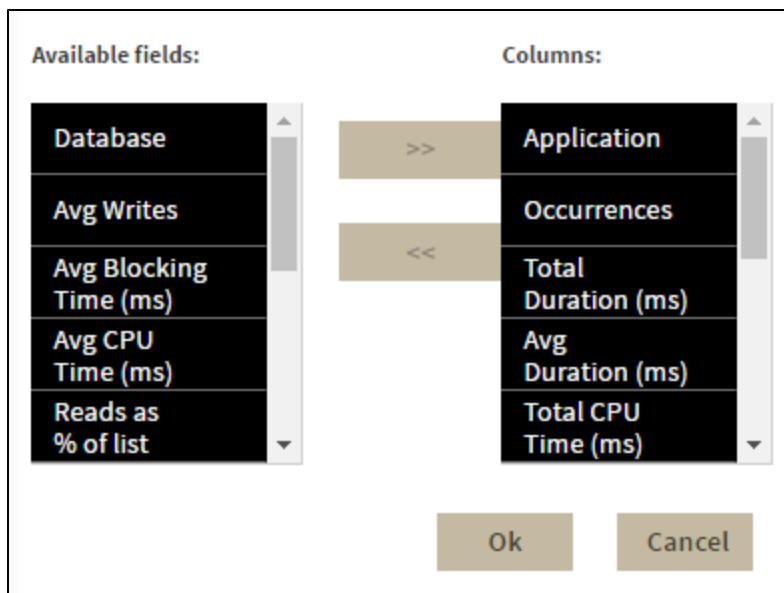 Available fields:
Database
Avg Writes
Avg Blocking
Time (ms)
Avg CPU
Time (ms)
Reads as
% of list
>>
<<
Columns:
Application
Occurrences
Total
Duration (ms)
Avg
Duration (ms)
Total CPU
Time (ms)
Ok
Cancel